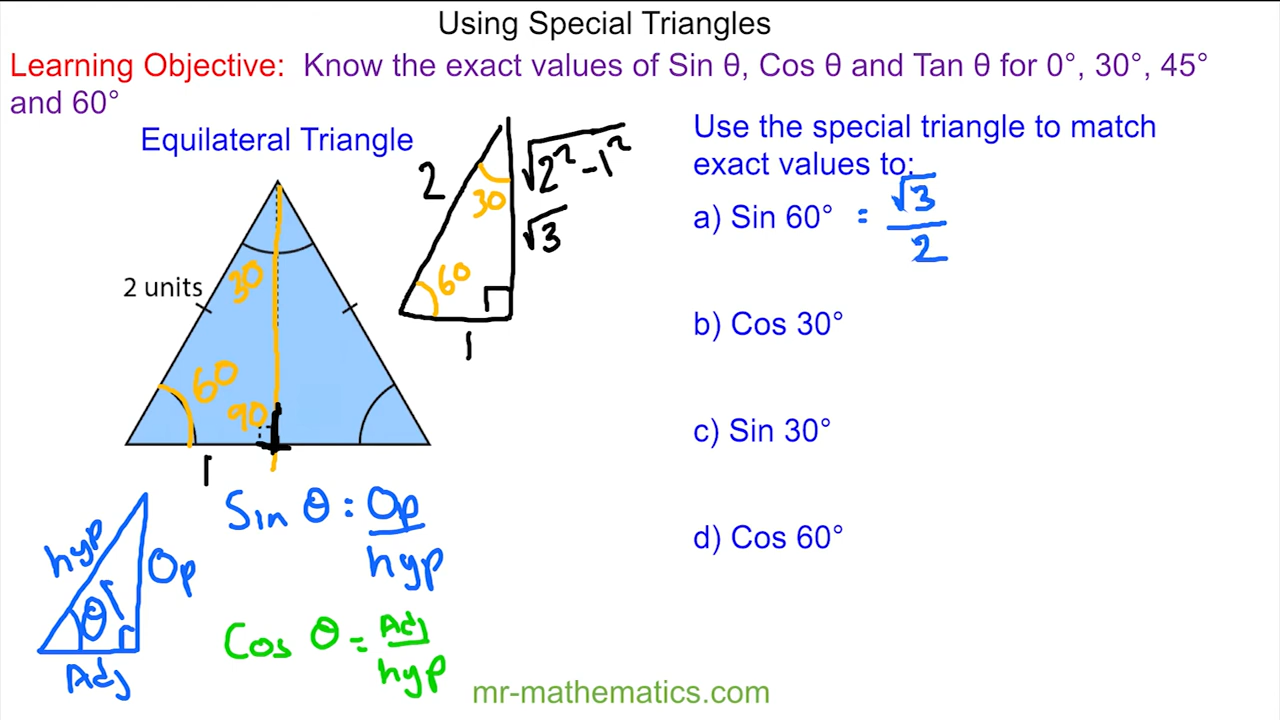 Using Special Triangles
Learning Objective: Know the exact values of Sin θ, Cos θ and Tan θ for 0°, 30°, 45°
and 60°
Equilateral Triangle
2 units
30
60
90
1
2
30
60
√2²-1²
√3
1
Use the special triangle to match
exact values to:
a) Sin 60° = √3/2
b) Cos 30°
c) Sin 30°
d) Cos 60°
hyp
Op
θ
Adj
Sin θ = Op/hyp
Cos θ = Adj/hyp
mr-mathematics.com